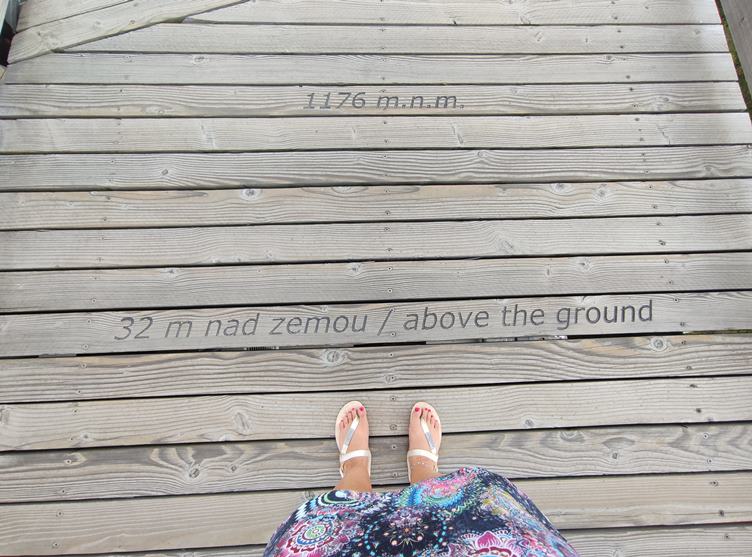 1176 m.n.m.
32 m nad zemou / above the ground